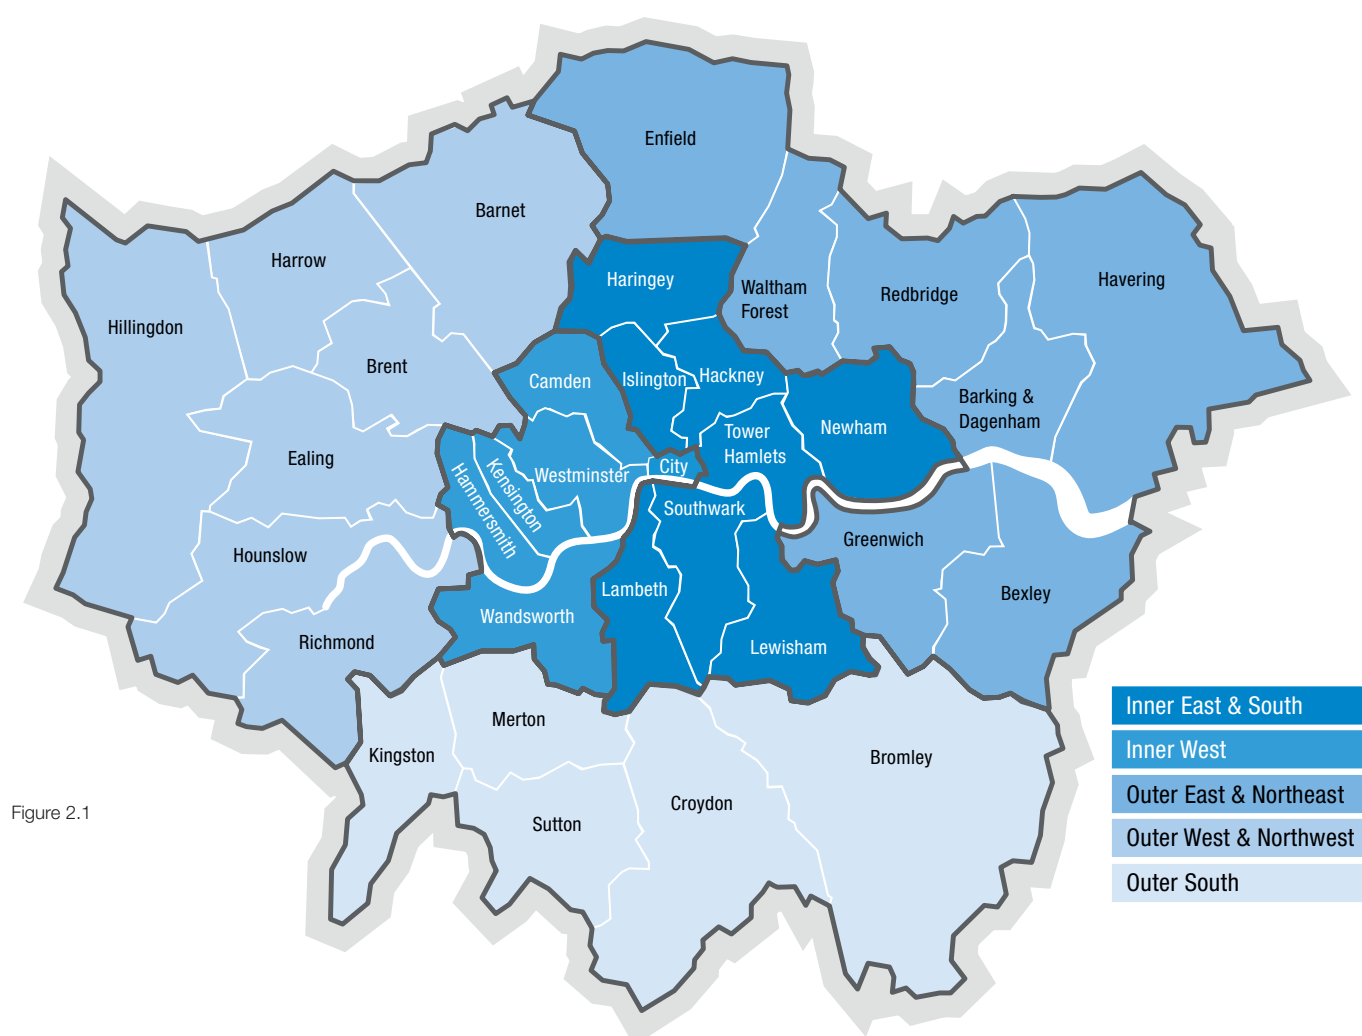 Enfield
Barnet
Harrow
Haringey
Waltham
Forest
Redbridge
Havering
Hillingdon
Brent
Camden
Islington
Hackney
Barking &
Dagenham
Newham
Tower
Hamlets
Ealing
Hammersmith
Kensington
Westminster
City
Southwark
Hounslow
Greenwich
Bexley
Lambeth
Wandsworth
Richmond
Lewisham
Merton
Kingston
Bromley
Croydon
Sutton
Inner East & South
Inner West
Outer East & Northeast
Outer West & Northwest
Outer South
Figure 2.1